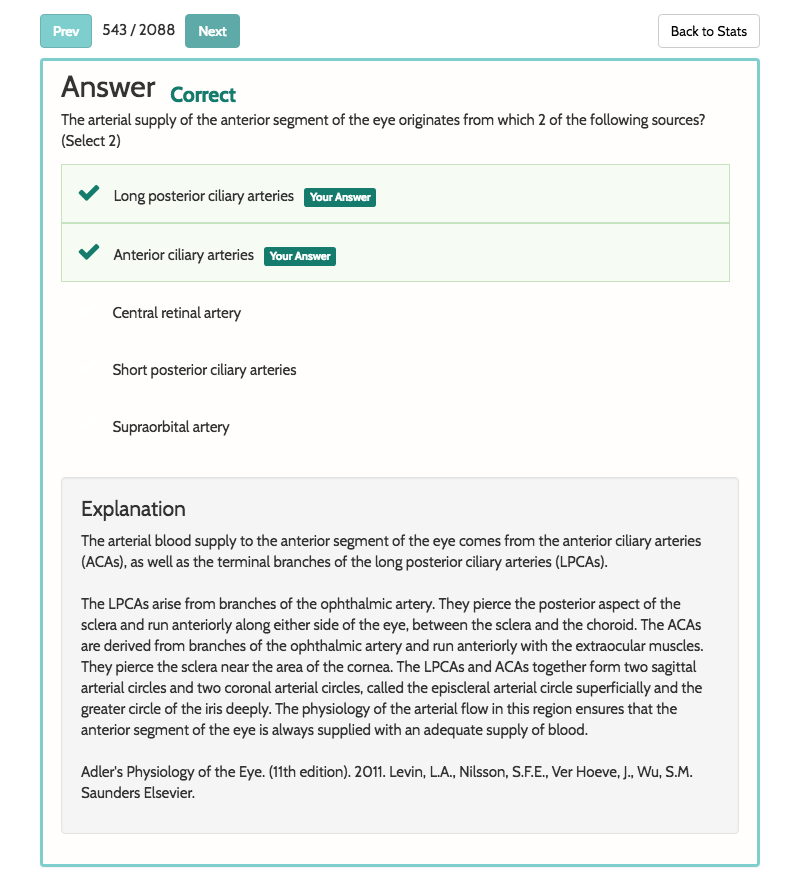 Prev 543 / 2088 Next Back to Stats
Answer Correct
The arterial supply of the anterior segment of the eye originates from which 2 of the following sources?
(Select 2)
Long posterior ciliary arteries Your Answer
Anterior ciliary arteries Your Answer
Central retinal artery
Short posterior ciliary arteries
Supraorbital artery
Explanation
The arterial blood supply to the anterior segment of the eye comes from the anterior ciliary arteries
(ACAs), as well as the terminal branches of the long posterior ciliary arteries (LPCAs).
The LPCAs arise from branches of the ophthalmic artery. They pierce the posterior aspect of the
sclera and run anteriorly along either side of the eye, between the sclera and the choroid. The ACAs
are derived from branches of the ophthalmic artery and run anteriorly with the extraocular muscles.
They pierce the sclera near the area of the cornea. The LPCAs and ACAs together form two sagittal
arterial circles and two coronal arterial circles, called the episcleral arterial circle superficially and the
greater circle of the iris deeply. The physiology of the arterial flow in this region ensures that the
anterior segment of the eye is always supplied with an adequate supply of blood.
Adler's Physiology of the Eye. (11th edition). 2011. Levin, L.A., Nilsson, S.F.E., Ver Hoeve, J., Wu, S.M.
Saunders Elsevier.